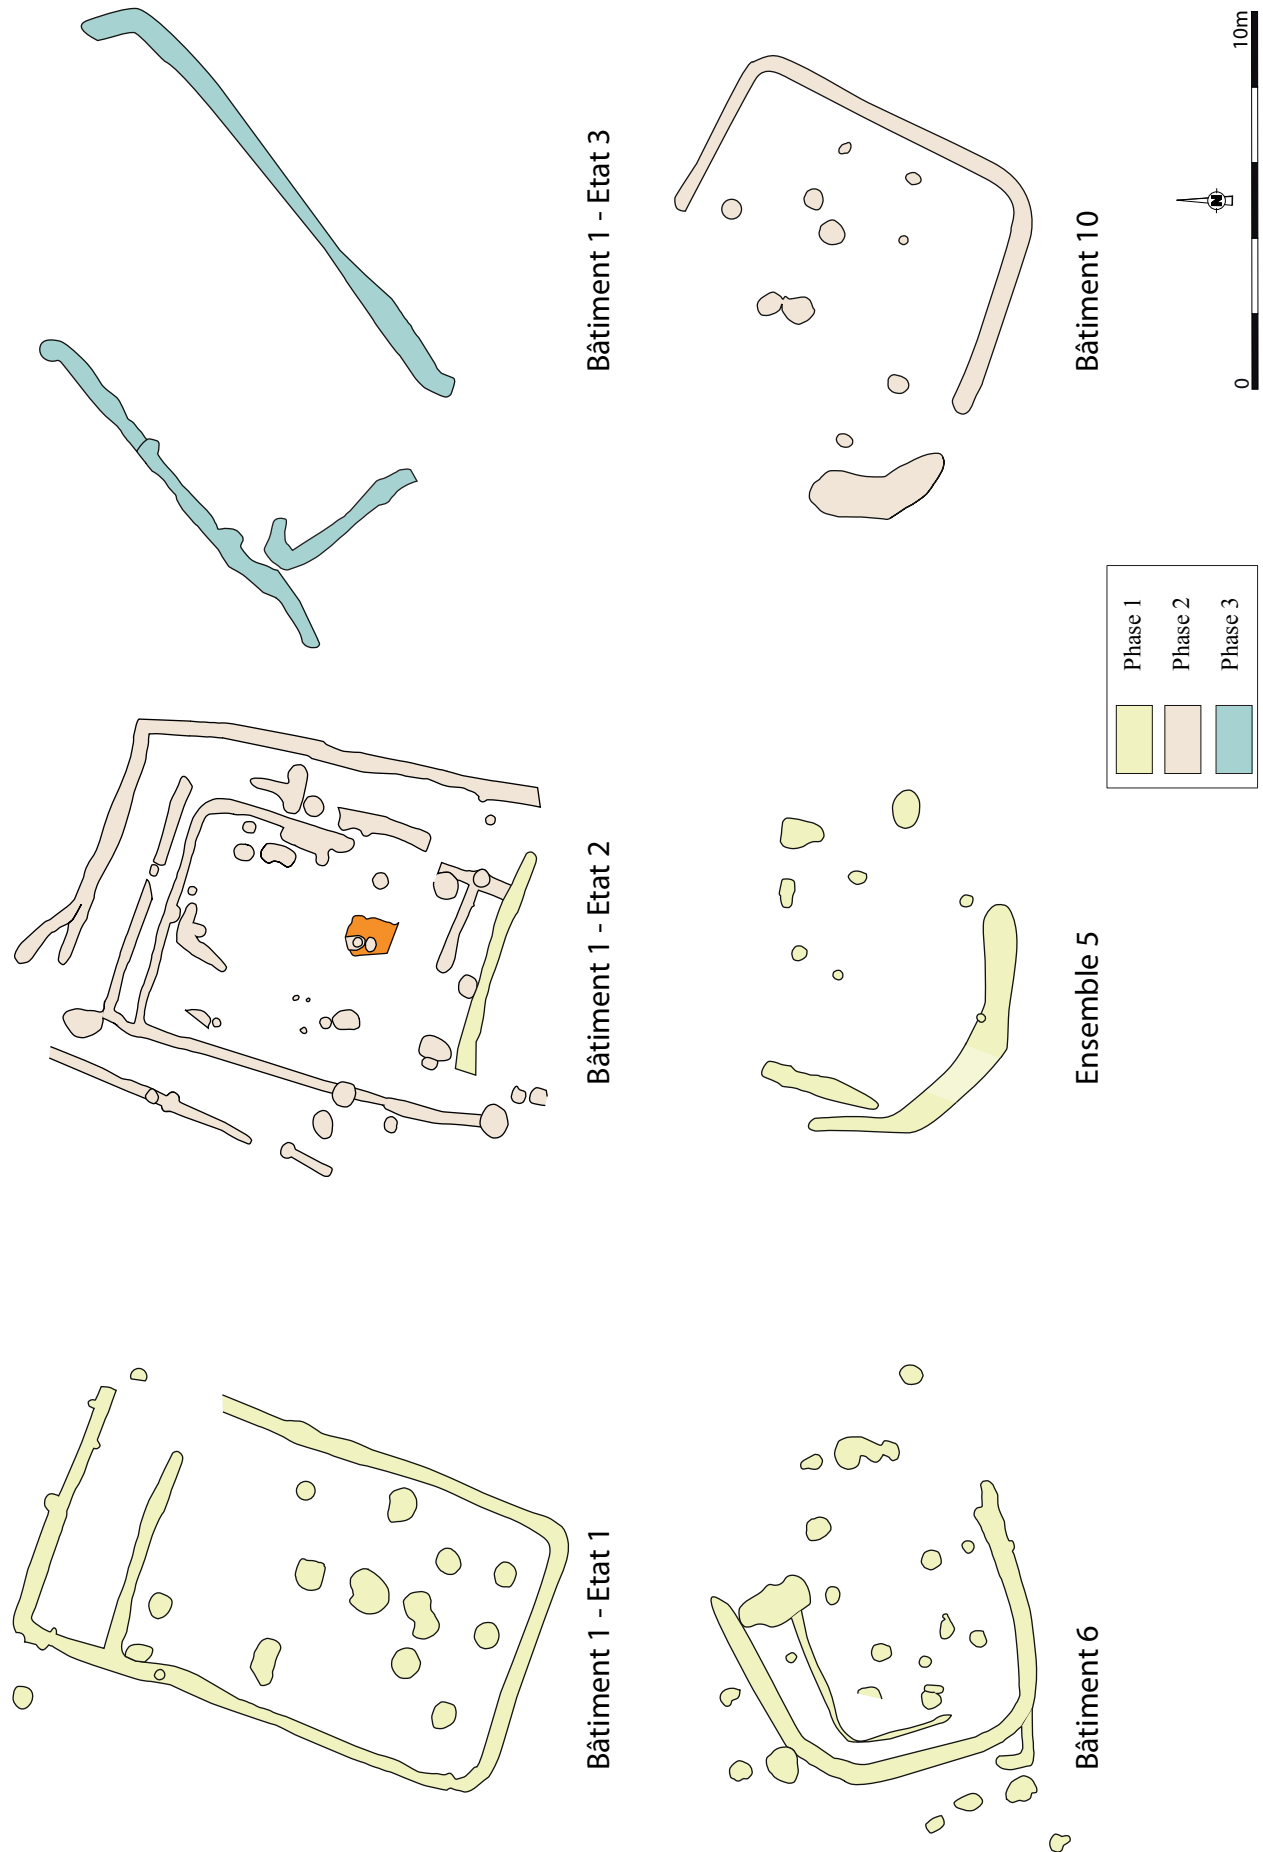 Bâtiment 1 - Etat 1
Bâtiment 1 - Etat 2
Bâtiment 1 - Etat 3
Bâtiment 6
Ensemble 5
Bâtiment 10
Phase 1
Phase 2
Phase 3
N
0
10m